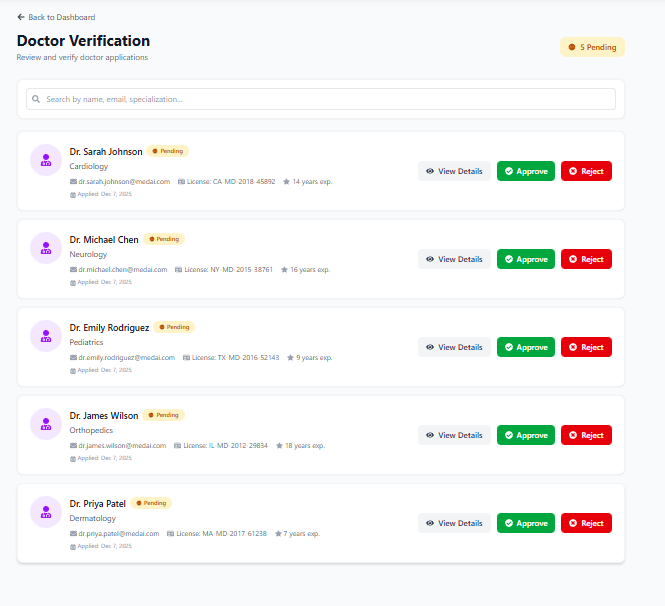 Back to Dashboard
Doctor Verification
5 Pending
Review and verify doctor applications
Search by name, email, specialization...
Dr. Sarah Johnson Pending
Cardiology
View Details Approve Reject
dr.sarah.johnson@medai.com License: CA-MD-2018-45892 14 years exp.
Applied: Dec 7, 2025
Dr. Michael Chen Pending
Neurology
View Details Approve Reject
dr.michael.chen@medai.com License: NY-MD-2015-38761 16 years exp.
Applied: Dec 7, 2025
Dr. Emily Rodriguez Pending
Pediatrics
View Details Approve Reject
dr.emily.rodriguez@medai.com License: TX-MD-2016-52143 9 years exp.
Applied: Dec 7, 2025
Dr. James Wilson Pending
Orthopedics
View Details Approve Reject
dr.james.wilson@medai.com License: IL-MD-2012-29834 18 years exp.
Applied: Dec 7, 2025
Dr. Priya Patel Pending
Dermatology
View Details Approve Reject
dr.priya.patel@medai.com License: MA-MD-2017-61238 7 years exp.
Applied: Dec 7, 2025